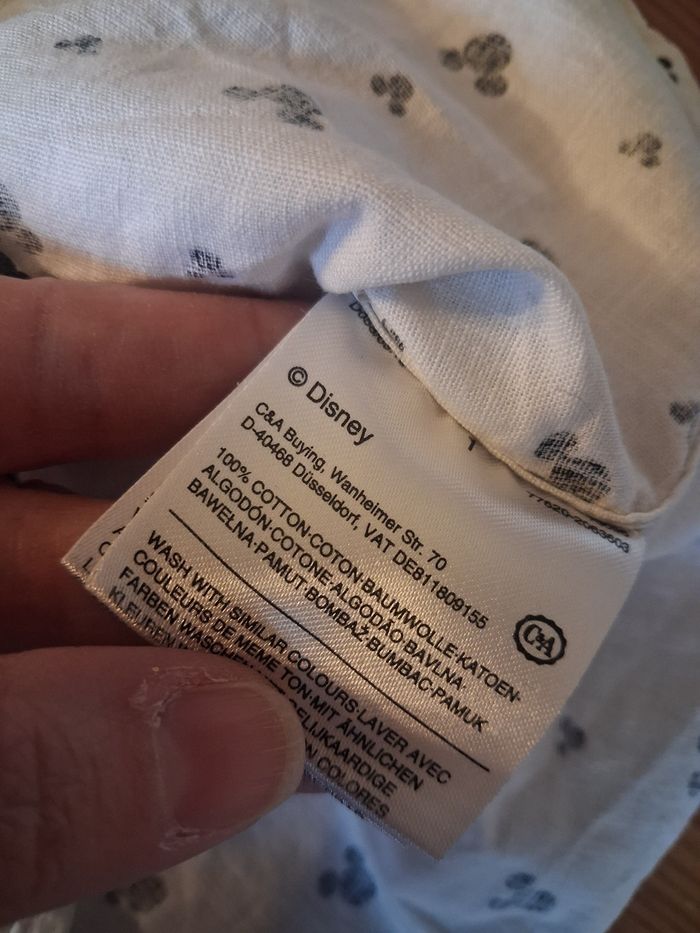 © Disney
C&A Buying, Wanheimer Str. 70
D-40468 Düsseldorf, VAT DE811809155
100% COTTON·COTON·BAUMWOLLE·KATOEN·
ALGODÓN·COTONE·ALGODÃO·BAVLNA·
BAWEŁNA·PAMUT·BOMBAŽ·BUMBAC·PAMUK
C&A
WASH WITH SIMILAR COLOURS·LAVER AVEC
COULEURS DE MEME TON·MIT ÄHNLICHEN
FARBEN WASCHEN
COLORES